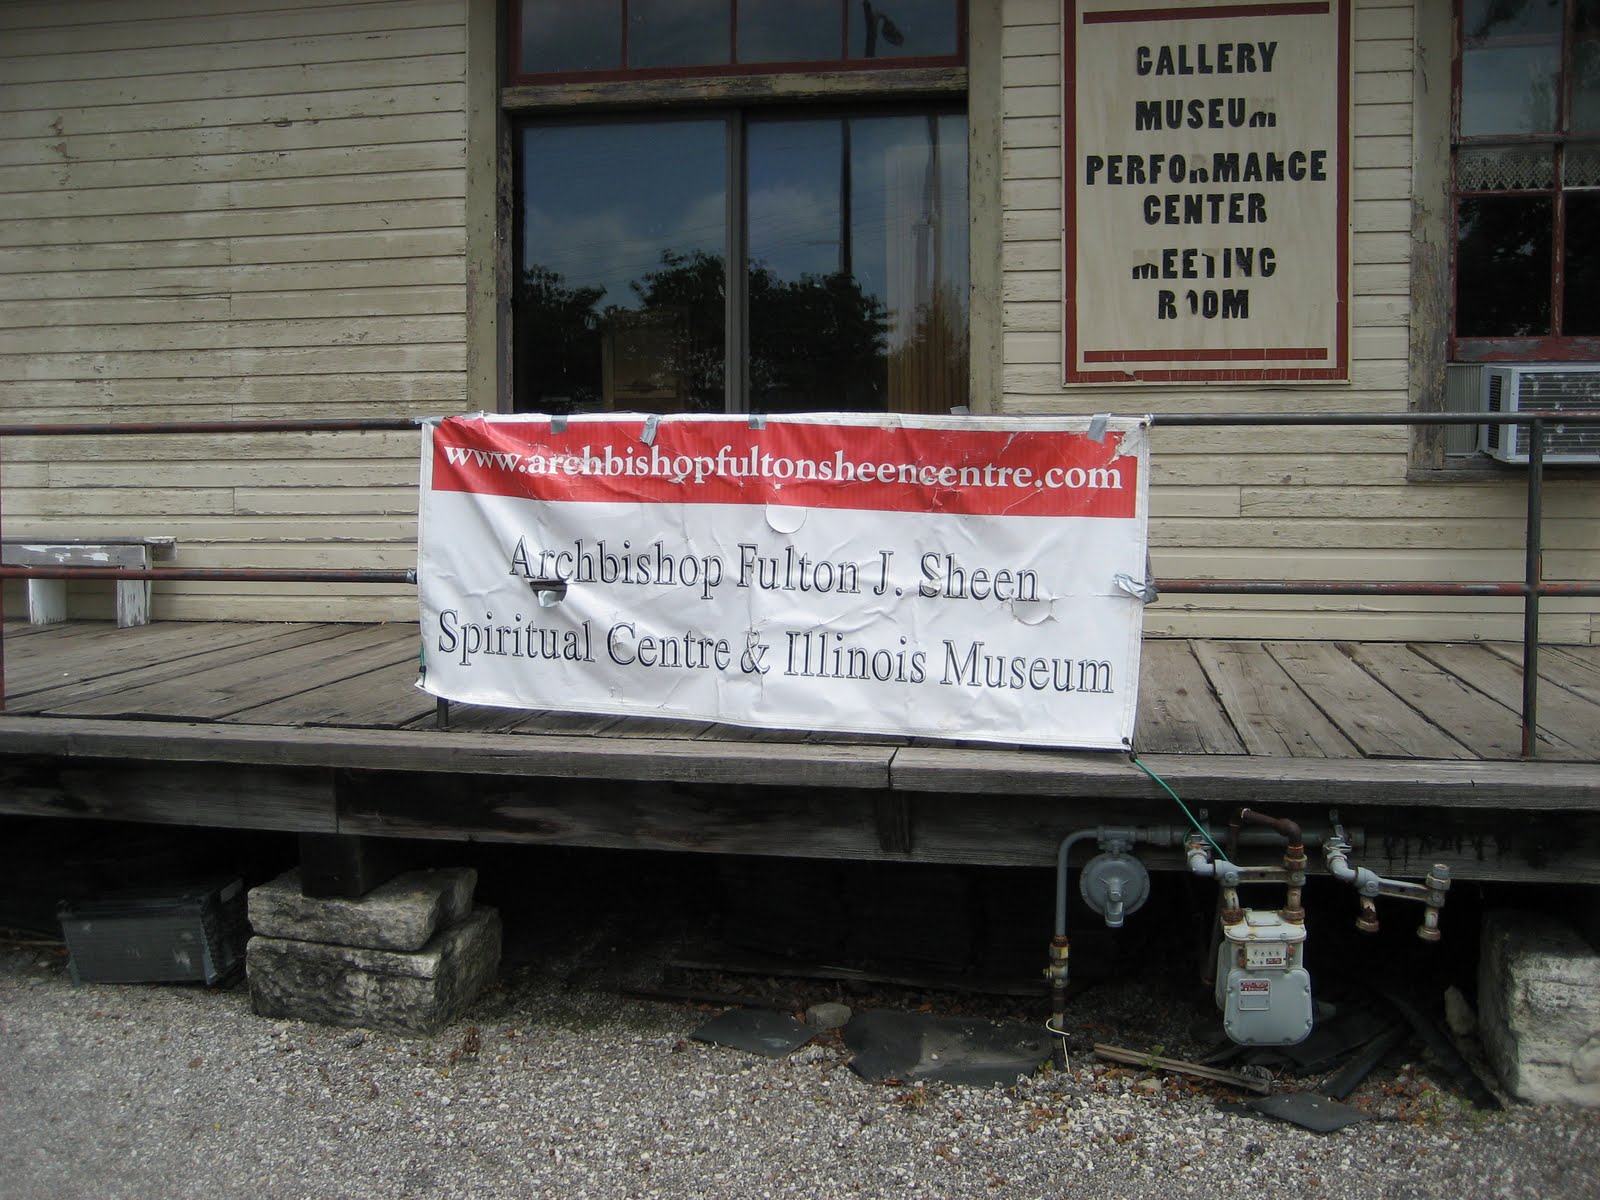 GALLERY
MUSEUM
PERFORMANCE
CENTER
MEETING
ROOM
www.archbishopfultonsheencentre.com
Archbishop Fulton J. Sheen
Spiritual Centre & Illinois Museum